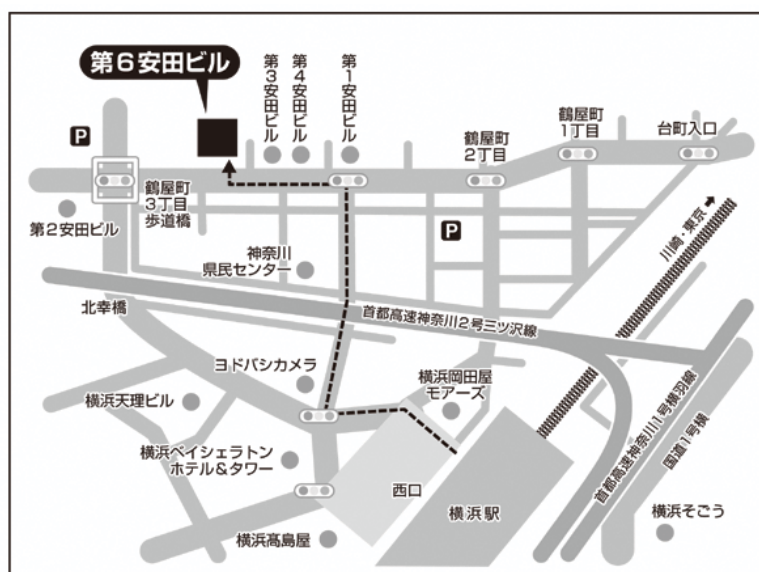 第6安田ビル
第3安田ビル
第4安田ビル
第1安田ビル
鶴屋町
2丁目
鶴屋町
1丁目
台町入口
P
鶴屋町
3丁目
歩道橋
第2安田ビル
P
川崎・東京
神奈川
県民センター
北幸橋
首都高速神奈川2号三ツ沢線
ヨドバシカメラ
横浜岡田屋
モアーズ
横浜天理ビル
首都高速神奈川1号横羽線
国道1号横
横浜ベイシェラトン
ホテル&タワー
西口
横浜駅
横浜そごう
横浜髙島屋